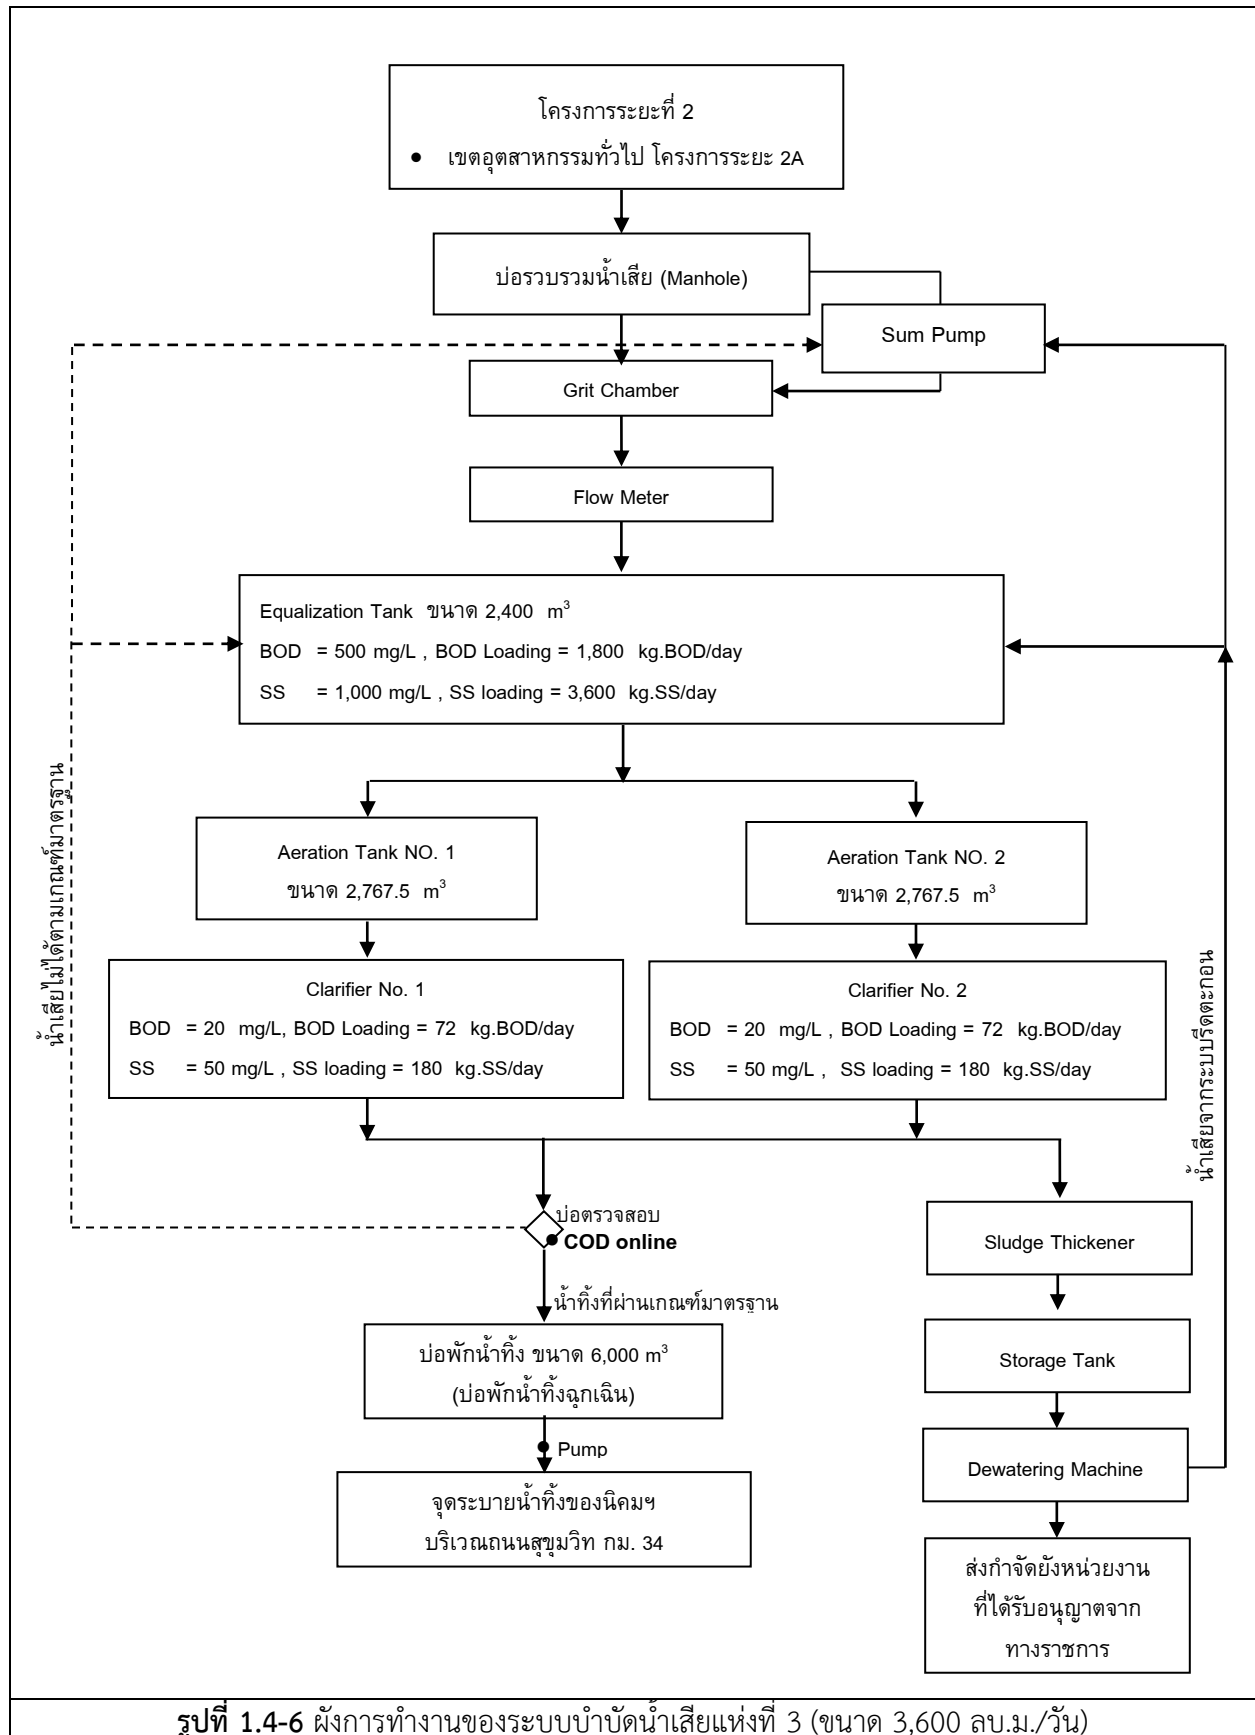 โครงการระยะที่ 2
• เขตอุตสาหกรรมทั่วไป โครงการระยะ 2A
บ่อรวบรวมน้ำเสีย (Manhole)
Sum Pump
Grit Chamber
Flow Meter
Equalization Tank ขนาด 2,400 m³
BOD = 500 mg/L , BOD Loading = 1,800 kg.BOD/day
SS = 1,000 mg/L , SS loading = 3,600 kg.SS/day
น้ำเสียไม่ได้ตามเกณฑ์มาตรฐาน
Aeration Tank NO. 1
ขนาด 2,767.5 m³
Aeration Tank NO. 2
ขนาด 2,767.5 m³
Clarifier No. 1
BOD = 20 mg/L, BOD Loading = 72 kg.BOD/day
SS = 50 mg/L , SS loading = 180 kg.SS/day
Clarifier No. 2
BOD = 20 mg/L , BOD Loading = 72 kg.BOD/day
SS = 50 mg/L , SS loading = 180 kg.SS/day
น้ำเสียจากระบบรีดตะกอน
บ่อตรวจสอบ
COD online
น้ำทิ้งที่ผ่านเกณฑ์มาตรฐาน
บ่อพักน้ำทิ้ง ขนาด 6,000 m³
(บ่อพักน้ำทิ้งฉุกเฉิน)
Pump
จุดระบายน้ำทิ้งของนิคมฯ
บริเวณถนนสุขุมวิท กม. 34
Sludge Thickener
Storage Tank
Dewatering Machine
ส่งกำจัดยังหน่วยงาน
ที่ได้รับอนุญาตจาก
ทางราชการ
รูปที่ 1.4-6 ผังการทำงานของระบบบำบัดน้ำเสียแห่งที่ 3 (ขนาด 3,600 ลบ.ม./วัน)